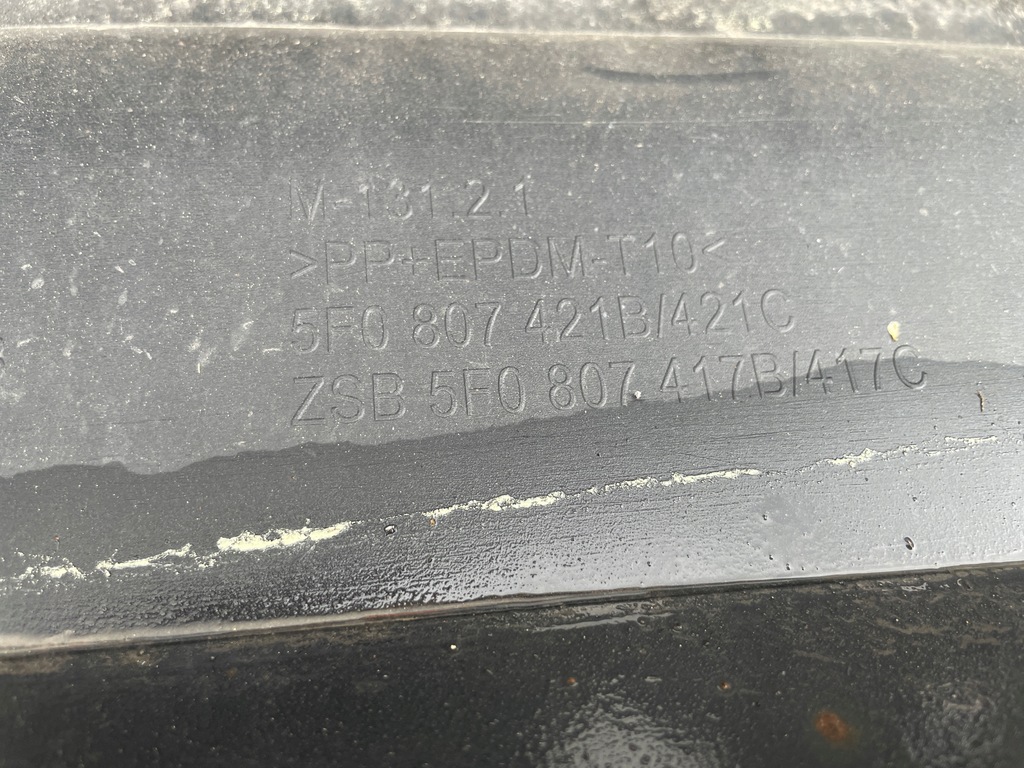 M-131.2.1
>PP+EPDM-T10<
5F0 807 421B/421C
ZSB 5F0 807 417B/417C